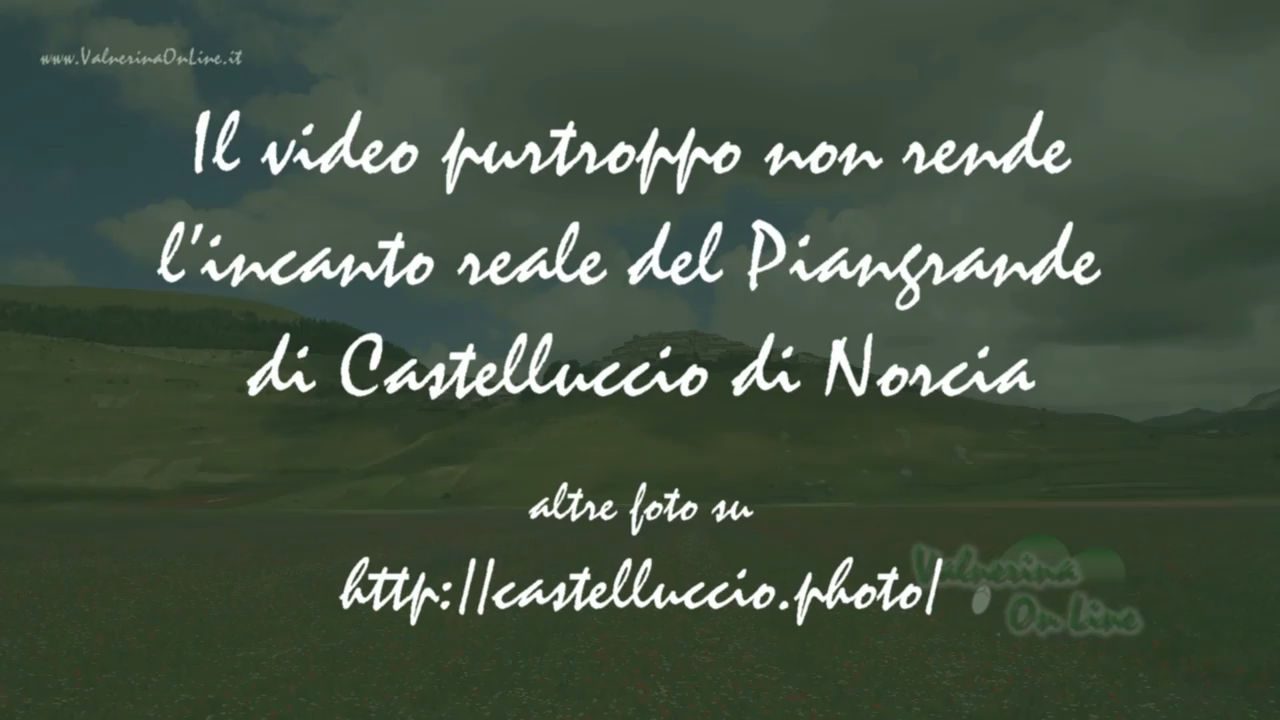 www.ValnerinaOnLine.it
Il video purtroppo non rende
l'incanto reale del Piangrande
di Castelluccio di Norcia
altre foto su
http://castelluccio.photo/
Valnerina
On Line